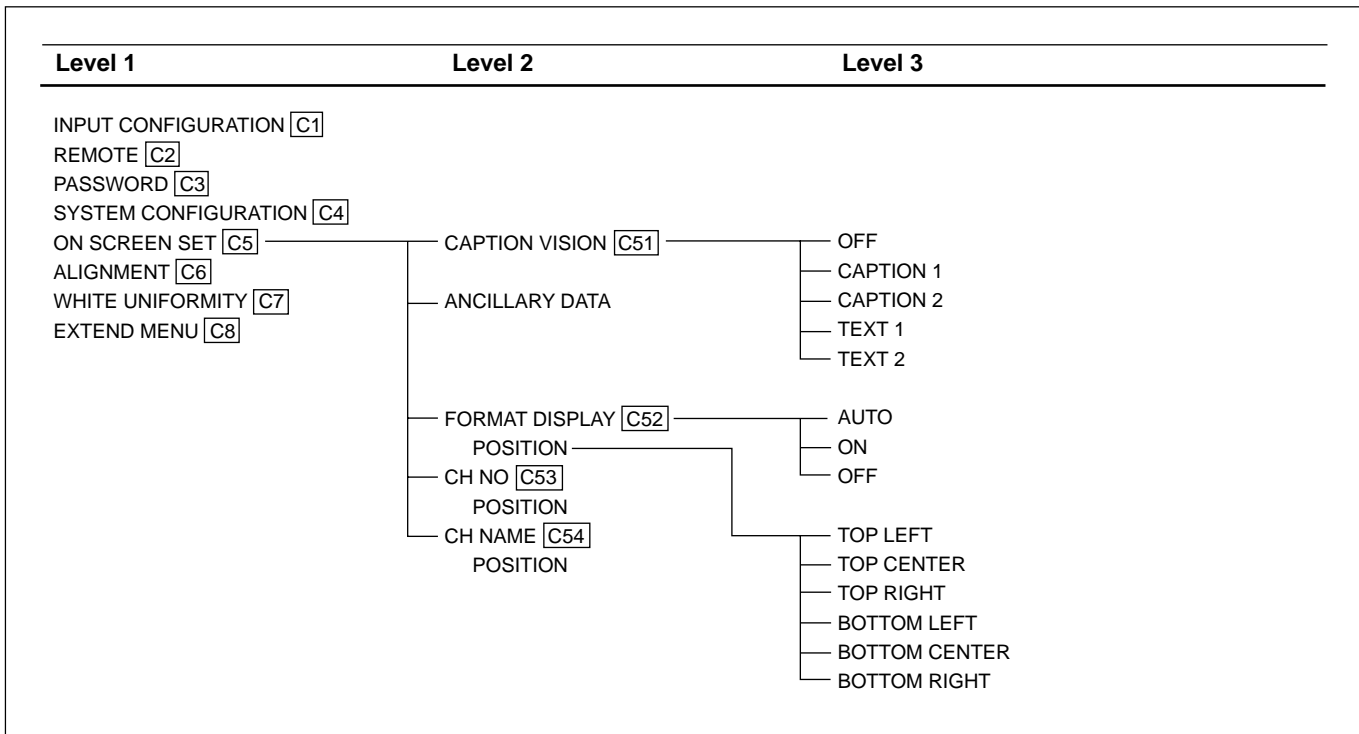 Level 1 Level 2 Level 3
INPUT CONFIGURATION C1
REMOTE C2
PASSWORD C3
SYSTEM CONFIGURATION C4
ON SCREEN SET C5 CAPTION VISION C51 OFF
ALIGNMENT C6 CAPTION 1
WHITE UNIFORMITY C7 ANCILLARY DATA CAPTION 2
EXTEND MENU C8 TEXT 1
TEXT 2
FORMAT DISPLAY C52 AUTO
POSITION ON
CH NO C53 OFF
POSITION
CH NAME C54 TOP LEFT
POSITION TOP CENTER
TOP RIGHT
BOTTOM LEFT
BOTTOM CENTER
BOTTOM RIGHT